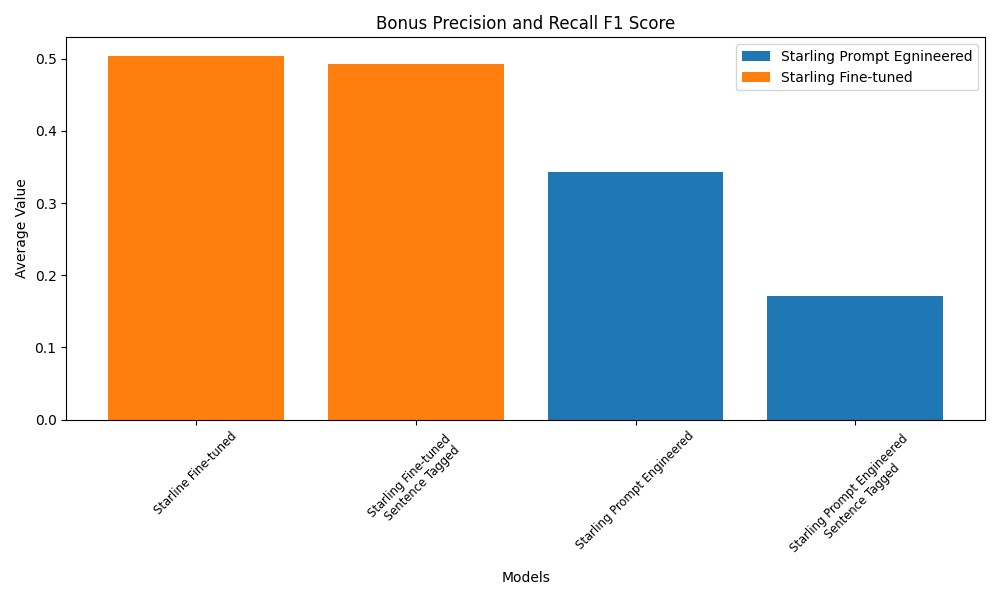 Bonus Precision and Recall F1 Score
Starling Prompt Egnineered
Starling Fine-tuned
Average Value
0.5
0.4
0.3
0.2
0.1
0.0
Starline Fine-tuned
Starling Fine-tuned
Sentence Tagged
Starling Prompt Engineered
Starling Prompt Engineered
Sentence Tagged
Models